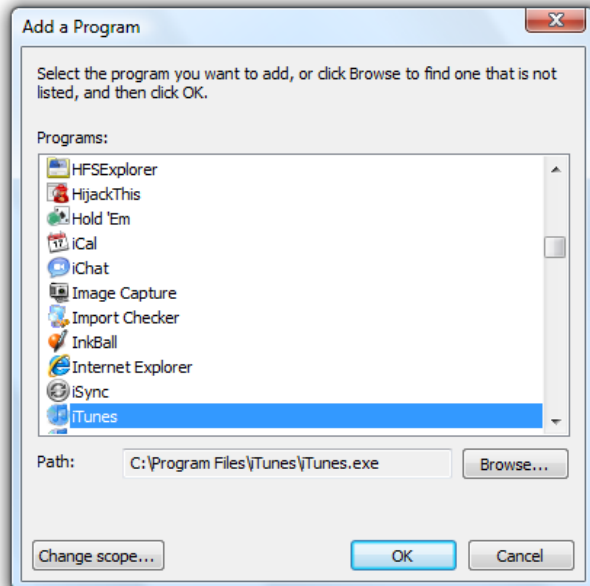 Add a Program
Select the program you want to add, or click Browse to find one that is not
listed, and then click OK.
Programs:
HFSExplorer
HijackThis
Hold 'Em
17
iCal
iChat
Image Capture
Import Checker
InkBall
Internet Explorer
iSync
iTunes
Path:
C:\Program Files\iTunes\iTunes.exe
Browse...
Change scope...
OK
Cancel